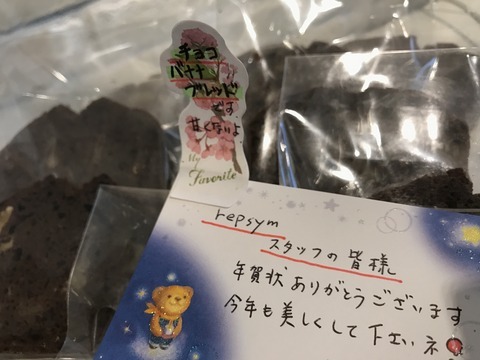 チョコ
バナナ
ブレッド
です
甘くないよ
My
Favorite
repsym
スタッフの皆様
年賀状ありがとうございます
今年も美しくして下さいネ